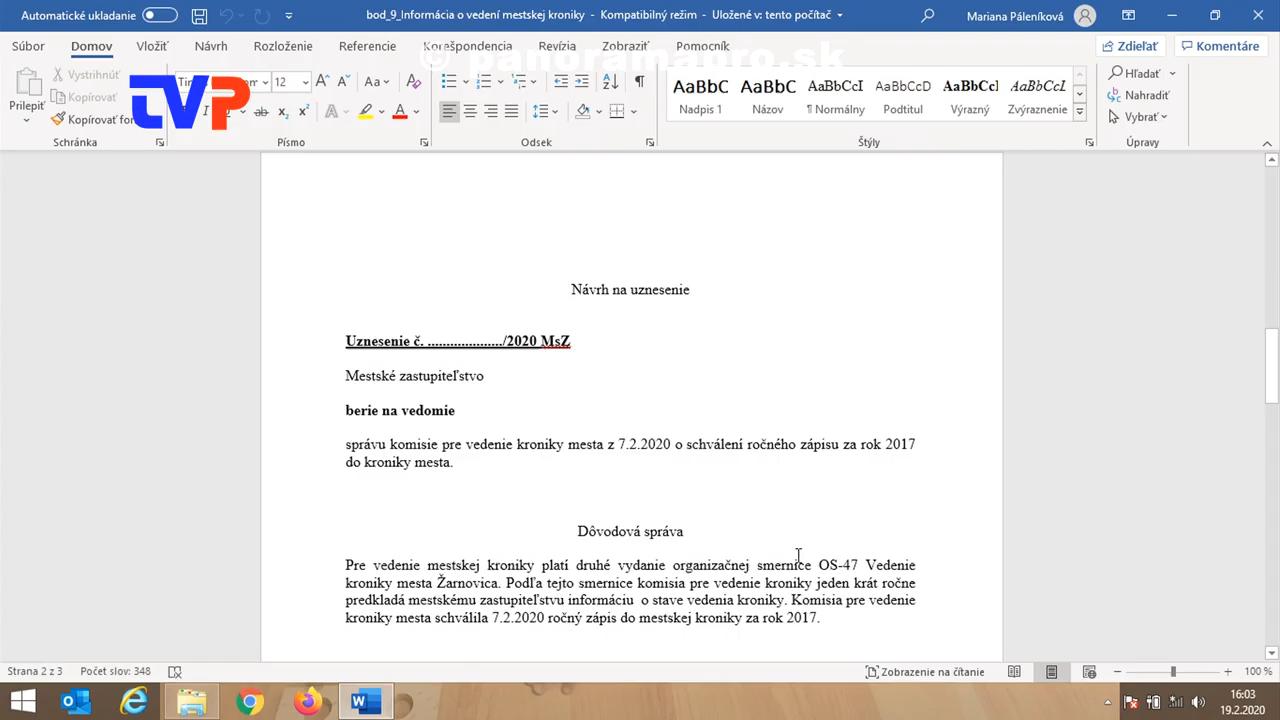 Automatické ukladanie
bod_9_Informácia o vedení mestskej kroniky - Kompatibilný režim - Uložené v: tento počítač
Mariana Páleníková
Súbor Domov Vložiť Návrh Rozloženie Referencie Korešpondencia Revízia Zobraziť Pomocník Zdieľať Komentáre
© panoramapro.sk
TVP
Prilepiť
Vystrihnúť
Kopírovať
Kopírovať for
12
Schránka Písmo Odsek Štýly Úpravy
AaBbC AaBbC AaBbCcI AaBbCcD AaBbCcI AaBbCcI
Nadpis 1 Názov ¶ Normálny Podtitul Výrazný Zvýrazneni
Hľadať
Nahradiť
Vybrať
Návrh na uznesenie
Uznesenie č. ...................../2020 MsZ
Mestské zastupiteľstvo
berie na vedomie
správu komisie pre vedenie kroniky mesta z 7.2.2020 o schválení ročného zápisu za rok 2017
do kroniky mesta.
Dôvodová správa
Pre vedenie mestskej kroniky platí druhé vydanie organizačnej smernice OS-47 Vedenie
kroniky mesta Žarnovica. Podľa tejto smernice komisia pre vedenie kroniky jeden krát ročne
predkladá mestskému zastupiteľstvu informáciu o stave vedenia kroniky. Komisia pre vedenie
kroniky mesta schválila 7.2.2020 ročný zápis do mestskej kroniky za rok 2017.
Strana 2 z 3 Počet slov: 348 Zobrazenie na čítanie 100 %
16:03
19.2.2020